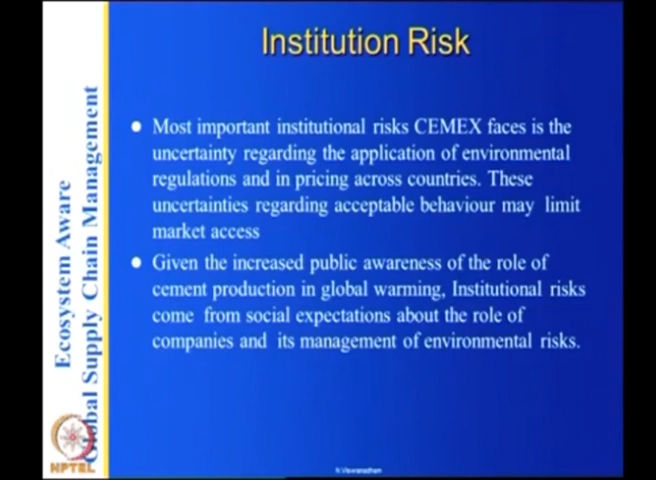 Institution Risk
Most important institutional risks CEMEX faces is the
uncertainty regarding the application of environmental
regulations and in pricing across countries. These
uncertainties regarding acceptable behaviour may limit
market access
Given the increased public awareness of the role of
cement production in global warming, Institutional risks
come from social expectations about the role of
companies and its management of environmental risks.
Ecosystem Aware
Global Supply Chain Management
NPTEL
N.Viswanadham